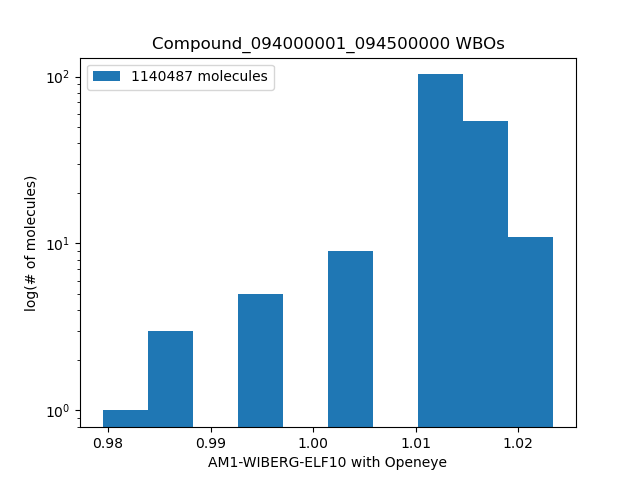 Compound_094000001_094500000 WBOs
1140487 molecules
log(# of molecules)
10²
10¹
10⁰
0.98 0.99 1.00 1.01 1.02
AM1-WIBERG-ELF10 with Openeye